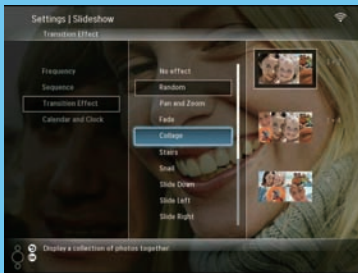 Settings | Slideshow
Transition Effect
Frequency
Sequence
Transition Effect
Calendar and Clock
No effect
Random
Pan and Zoom
Fade
Collage
Stairs
Snail
Slide Down
Slide Left
Slide Right
Display a collection of photos together.